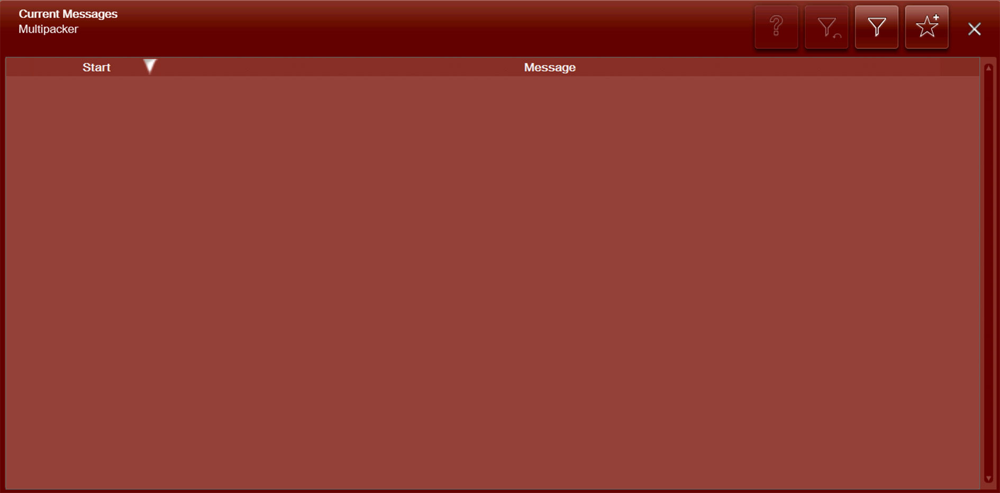 Current Messages
Multipacker
Start
Message